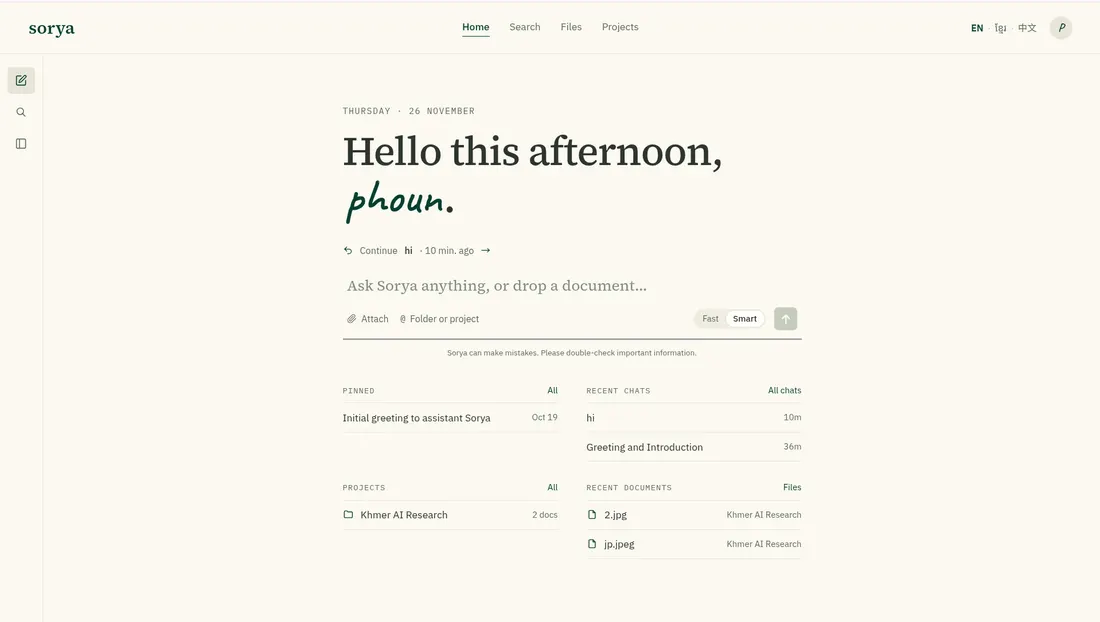 sorya
Home Search Files Projects
EN · ខ្មែរ · 中文 P
THURSDAY · 26 NOVEMBER
Hello this afternoon,
phoun.
Continue hi · 10 min. ago →
Ask Sorya anything, or drop a document...
Attach @ Folder or project Fast Smart
Sorya can make mistakes. Please double-check important information.
PINNED All
Initial greeting to assistant Sorya Oct 19
RECENT CHATS All chats
hi 10m
Greeting and Introduction 36m
PROJECTS All
Khmer AI Research 2 docs
RECENT DOCUMENTS Files
2.jpg Khmer AI Research
jp.jpeg Khmer AI Research